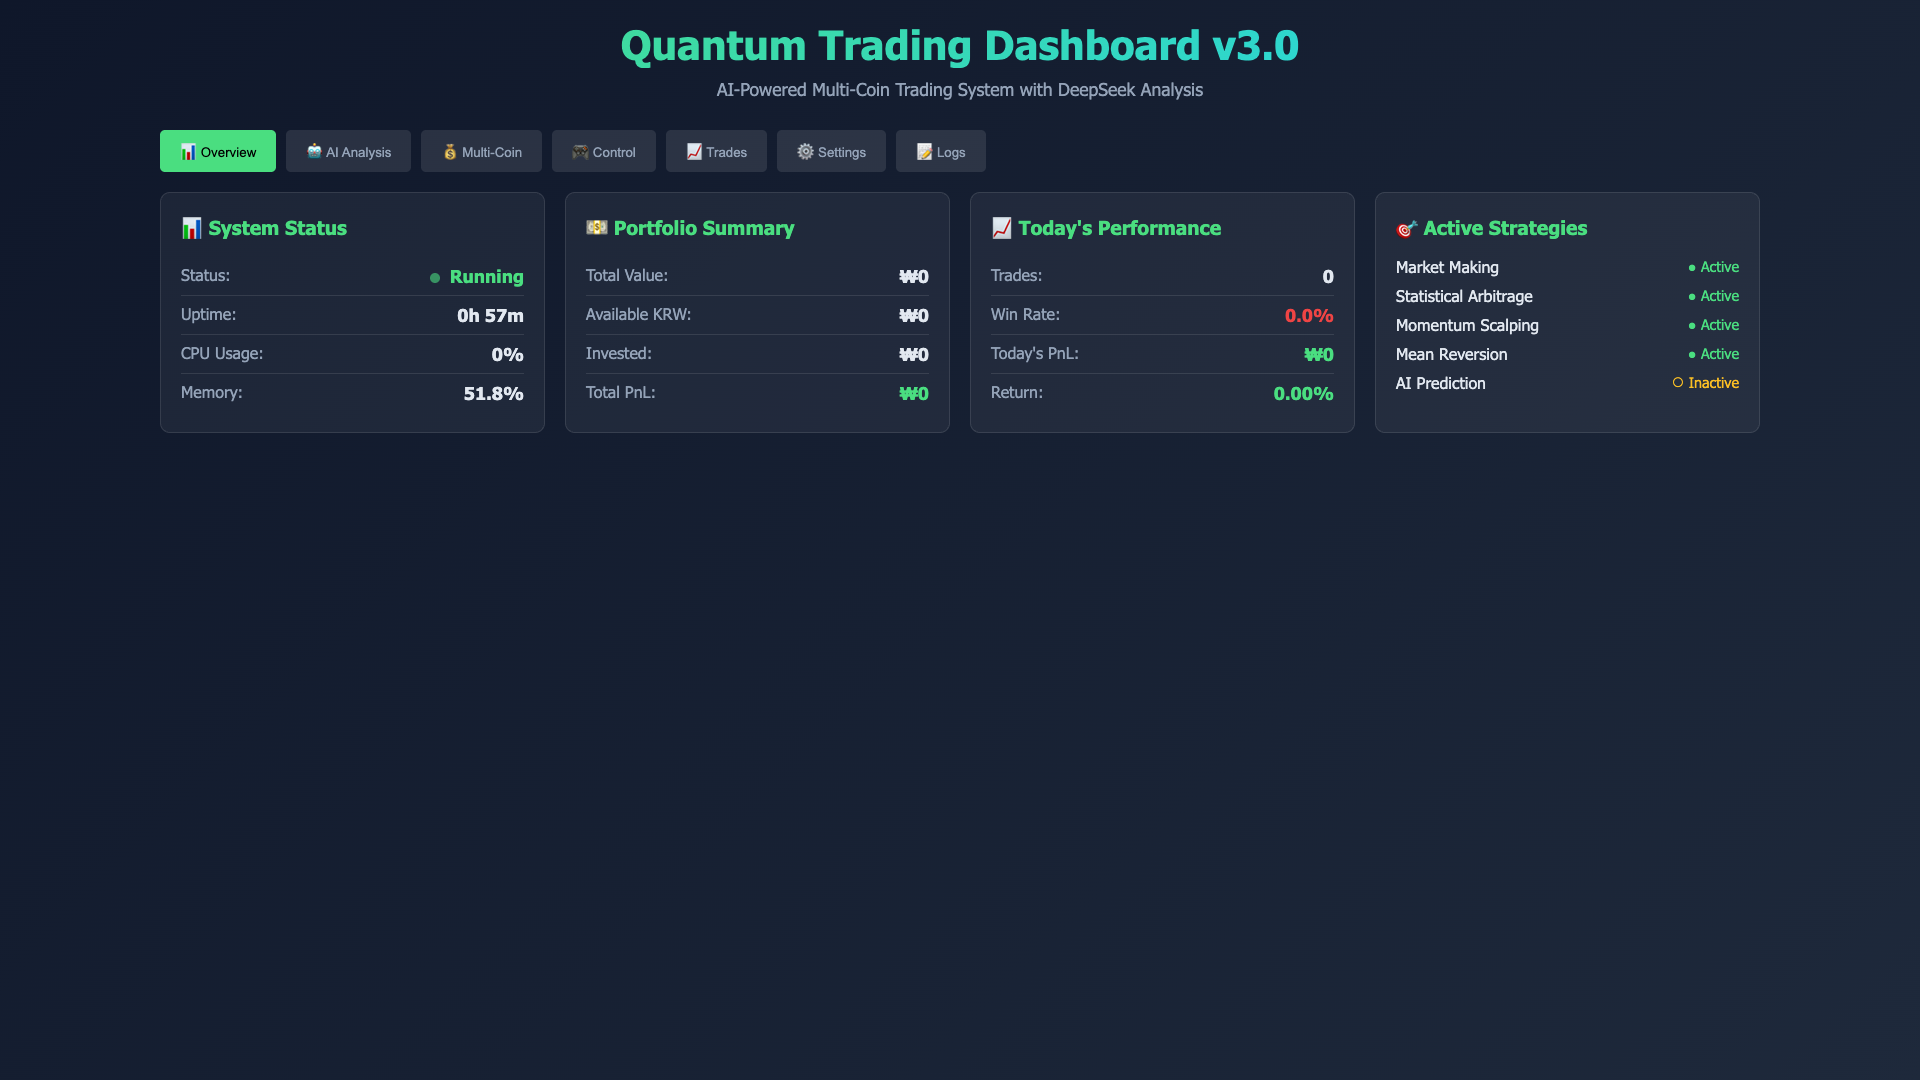 Quantum Trading Dashboard v3.0
AI-Powered Multi-Coin Trading System with DeepSeek Analysis
📊 Overview
🤖 AI Analysis
💰 Multi-Coin
🎮 Control
📈 Trades
⚙️ Settings
📝 Logs
📊 System Status
Status: ● Running
Uptime: 0h 57m
CPU Usage: 0%
Memory: 51.8%
💵 Portfolio Summary
Total Value: ₩0
Available KRW: ₩0
Invested: ₩0
Total PnL: ₩0
📈 Today's Performance
Trades: 0
Win Rate: 0.0%
Today's PnL: ₩0
Return: 0.00%
🎯 Active Strategies
Market Making ● Active
Statistical Arbitrage ● Active
Momentum Scalping ● Active
Mean Reversion ● Active
AI Prediction ○ Inactive